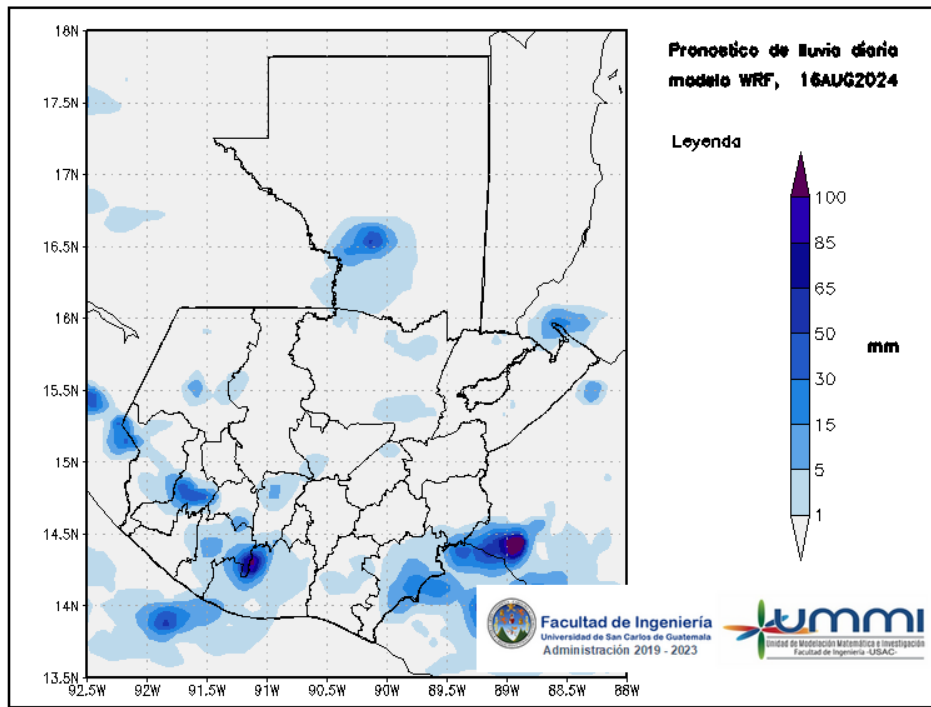 Pronostico de lluvia diaria
modelo WRF, 16AUG2024
Leyenda
100
85
65
50
30
15
5
1
mm
18N
17.5N
17N
16.5N
16N
15.5N
15N
14.5N
14N
13.5N
92.5W 92W 91.5W 91W 90.5W 90W 89.5W 89W 88.5W 88W
Facultad de Ingeniería
Universidad de San Carlos de Guatemala
Administración 2019 - 2023
UMMI
Unidad de Modelación Matemática e Investigación
Facultad de Ingeniería -USAC-